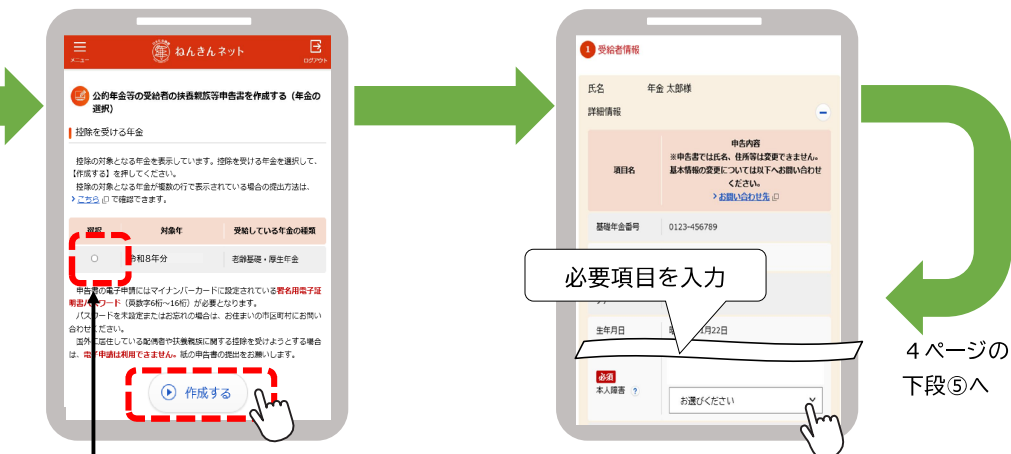 メニュー
ねんきんネット
ログアウト
公的年金等の受給者の扶養親族等申告書を作成する（年金の
選択）
控除を受ける年金
控除の対象となる年金を表示しています。控除を受ける年金を選択して、
【作成する】を押してください。
控除の対象となる年金が複数の行で表示されている場合の提出方法は、
こちら で確認できます。
選択 対象年 受給している年金の種類
令和8年分 老齢基礎・厚生年金
申告書の電子申請にはマイナンバーカードに設定されている署名用電子証
明書パスワード（英数字6桁～16桁）が必要となります。
パスワードを未設定またはお忘れの場合は、お住まいの市区町村にお問い
合わせください。
国外に居住している配偶者や扶養親族に関する控除を受けようとする場合
は、電子申請は利用できません。紙の申告書の提出をお願いします。
作成する
1 受給者情報
氏名 年金 太郎様
詳細情報
項目名
申告内容
※申告書では氏名、住所等は変更できません。
基本情報の変更については以下へお問い合わせ
ください。
お問い合わせ先
基礎年金番号 0123-456789
必要項目を入力
生年月日 月22日
必須
本人障害 ?
お選びください
４ページの
下段⑤へ